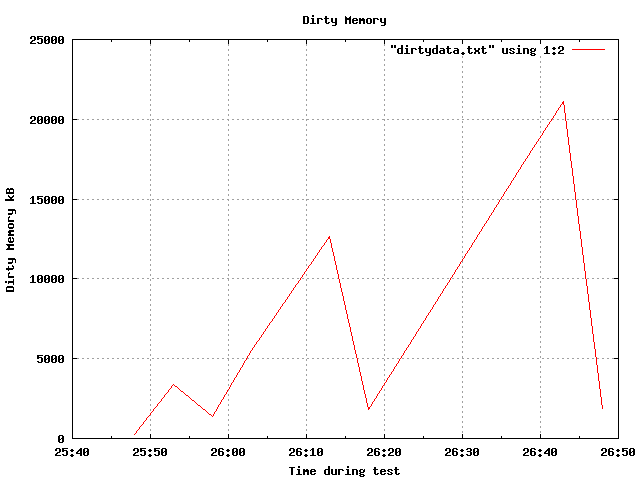 Dirty Memory
"dirtydata.txt" using 1:2
25000
20000
15000
10000
5000
0
Dirty Memory kB
25:40 25:50 26:00 26:10 26:20 26:30 26:40 26:50
Time during test